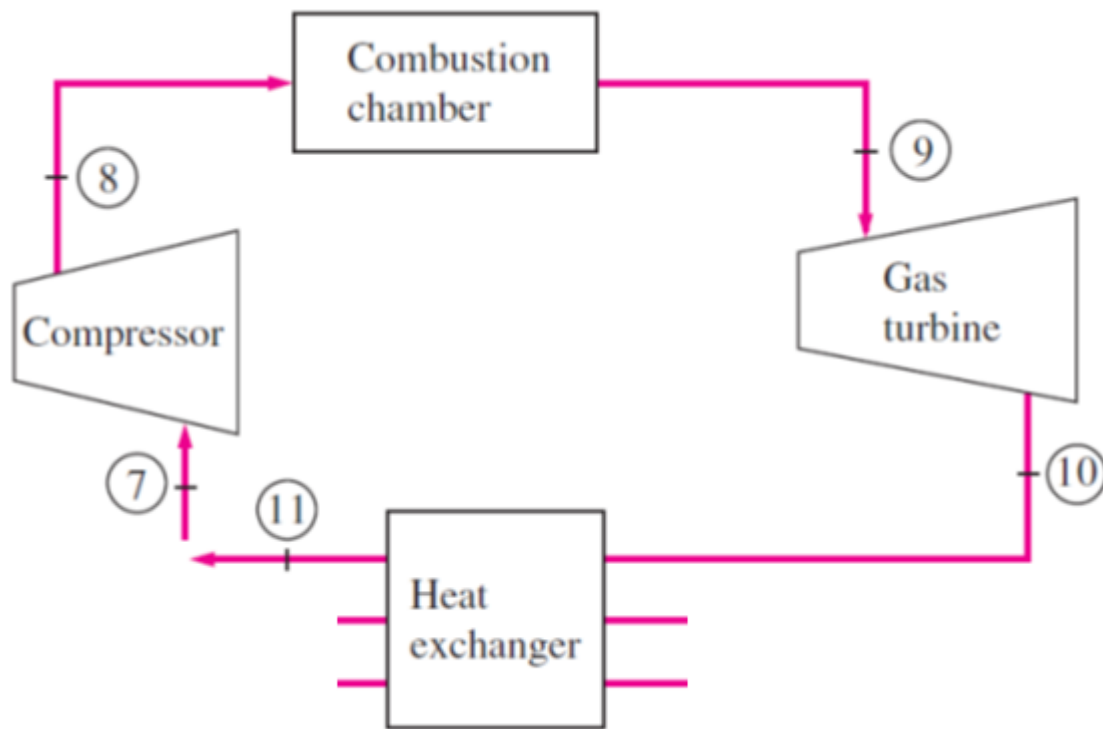 Combustion
chamber
8
9
Gas
turbine
Compressor
7
11
10
Heat
exchanger